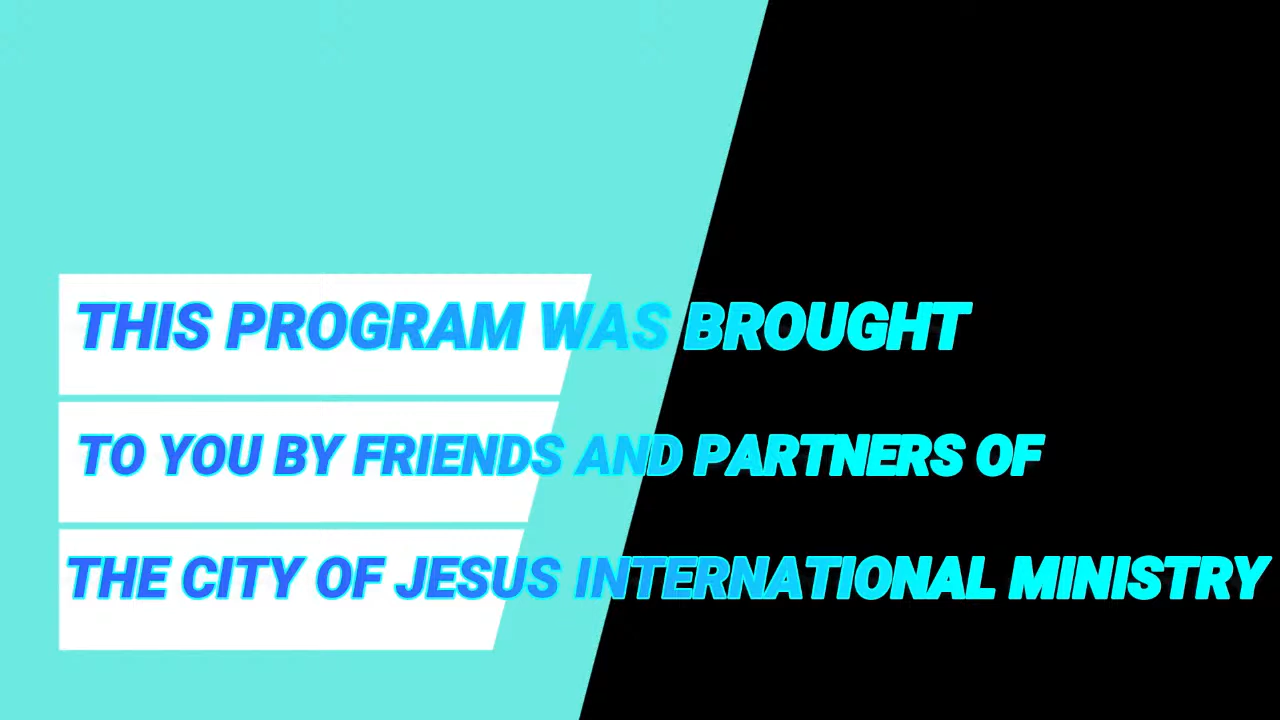 THIS PROGRAM WAS BROUGHT
TO YOU BY FRIENDS AND PARTNERS OF
THE CITY OF JESUS INTERNATIONAL MINISTRY